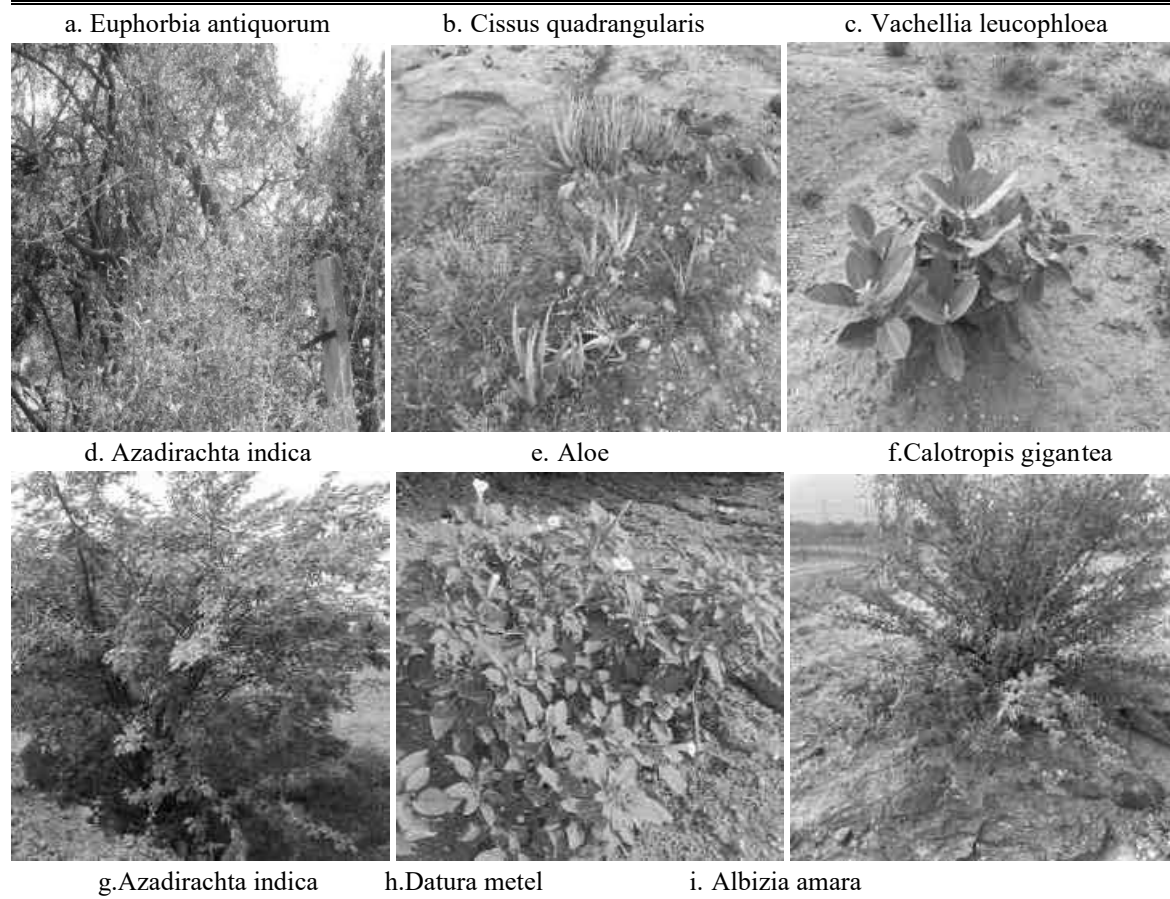 a. Euphorbia antiquorum b. Cissus quadrangularis c. Vachellia leucophloea
d. Azadirachta indica e. Aloe f.Calotropis gigantea
g.Azadirachta indica h.Datura metel i. Albizia amara